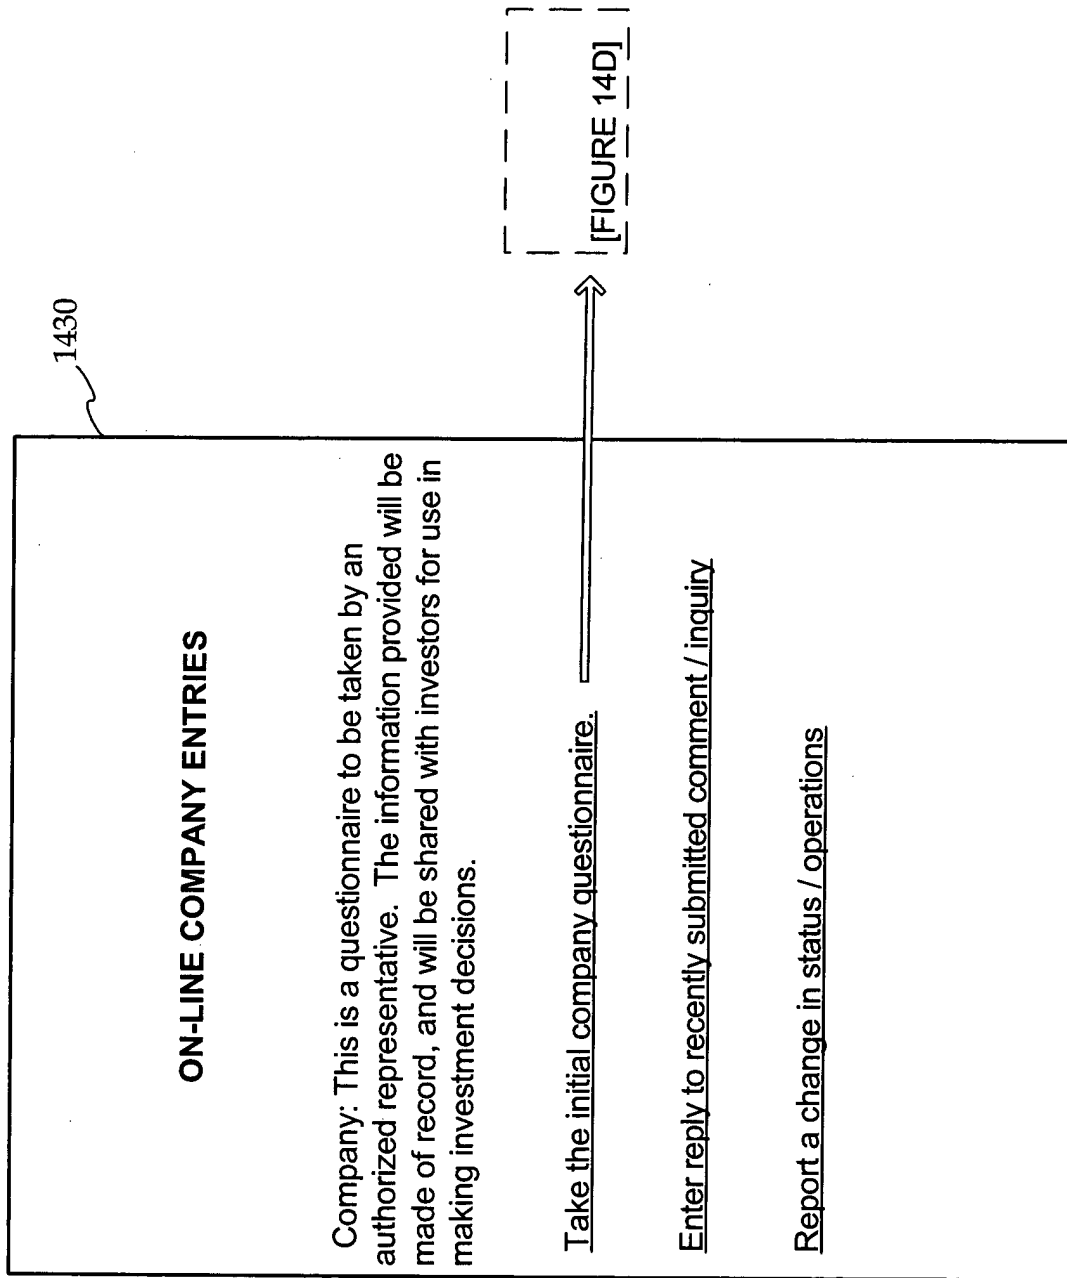 1430
ON-LINE COMPANY ENTRIES
Company: This is a questionnaire to be taken by an
authorized representative. The information provided will be
made of record, and will be shared with investors for use in
making investment decisions.
Take the initial company questionnaire.
[FIGURE 14D]
Enter reply to recently submitted comment / inquiry
Report a change in status / operations